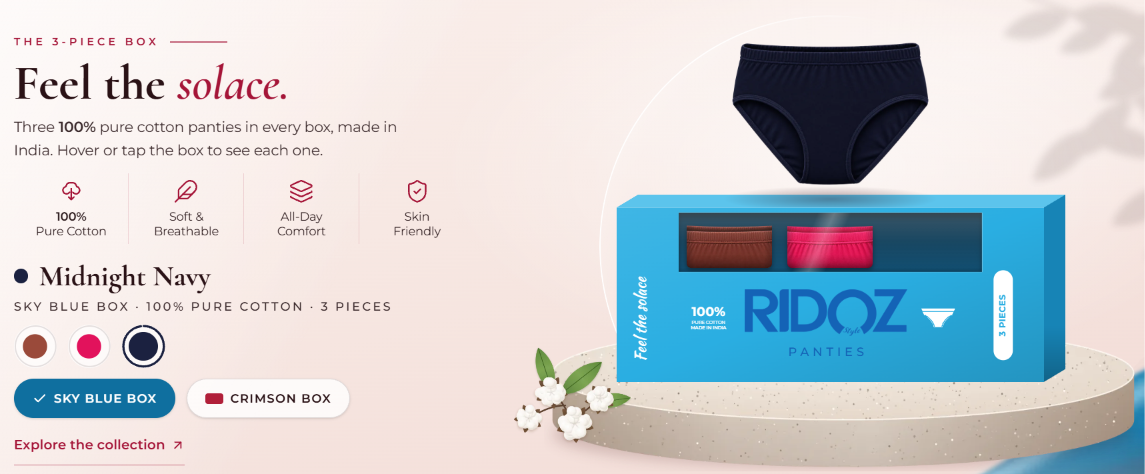 THE 3-PIECE BOX
Feel the solace.
Three 100% pure cotton panties in every box, made in
India. Hover or tap the box to see each one.
100%
Pure Cotton
Soft &
Breathable
All-Day
Comfort
Skin
Friendly
Midnight Navy
SKY BLUE BOX · 100% PURE COTTON · 3 PIECES
SKY BLUE BOX
CRIMSON BOX
Explore the collection
Feel the solace
100%
PURE COTTON
MADE IN INDIA
RIDOZ
Style
PANTIES
3 PIECES